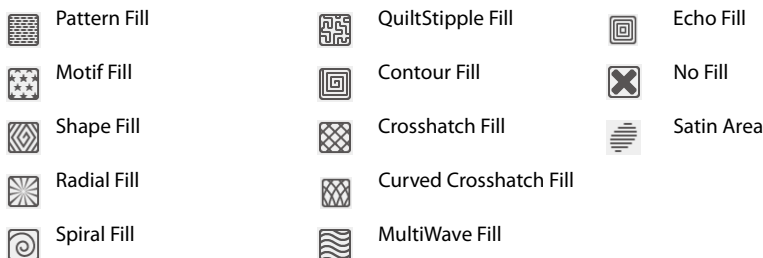 Pattern Fill
Motif Fill
Shape Fill
Radial Fill
Spiral Fill
QuiltStipple Fill
Contour Fill
Crosshatch Fill
Curved Crosshatch Fill
MultiWave Fill
Echo Fill
No Fill
Satin Area